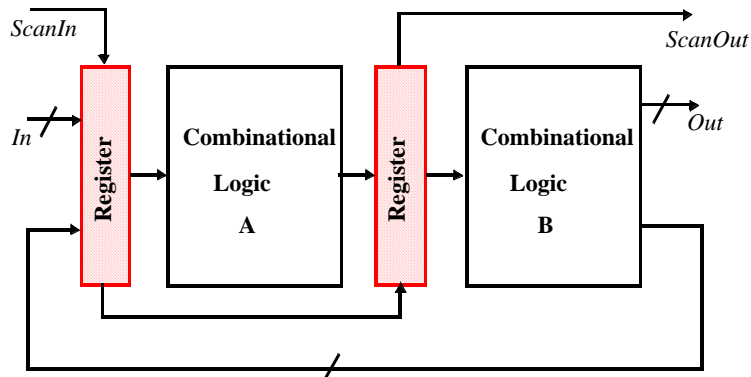 ScanIn
ScanOut
In
Register
Combinational
Logic
A
Register
Combinational
Logic
B
Out